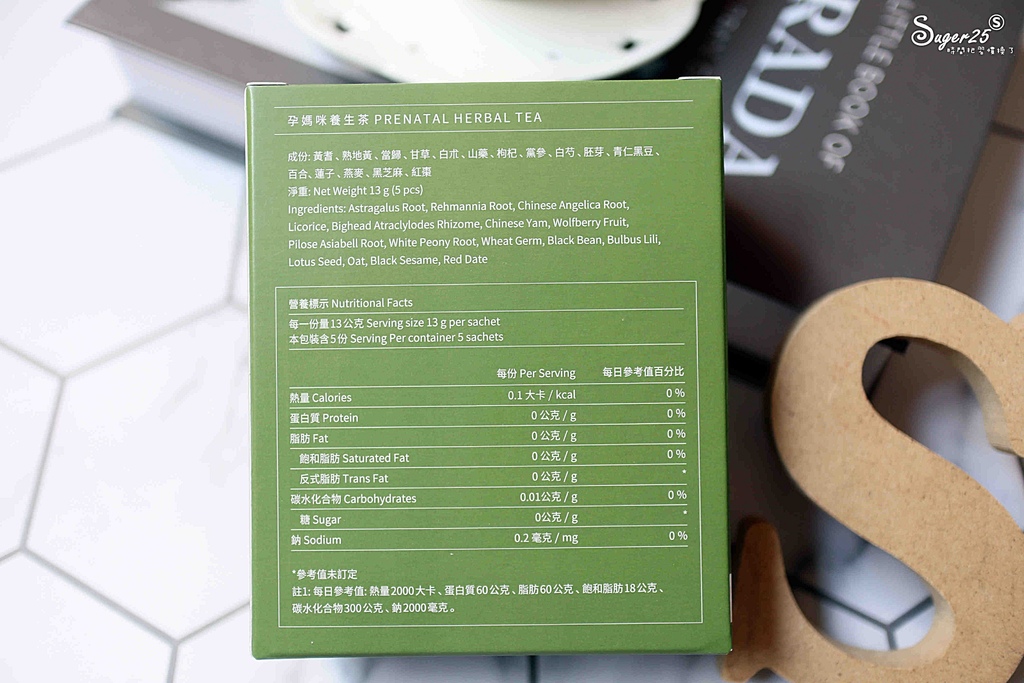 Suger25 S
時間把習慣換了
RADA
LITTLE BOOK OF
孕媽咪養生茶 PRENATAL HERBAL TEA
成份: 黃耆、熟地黃、當歸、甘草、白朮、山藥、枸杞、黨參、白芍、胚芽、青仁黑豆、
百合、蓮子、燕麥、黑芝麻、紅棗
淨重: Net Weight 13 g (5 pcs)
Ingredients: Astragalus Root, Rehmannia Root, Chinese Angelica Root,
Licorice, Bighead Atraclylodes Rhizome, Chinese Yam, Wolfberry Fruit,
Pilose Asiabell Root, White Peony Root, Wheat Germ, Black Bean, Bulbus Lili,
Lotus Seed, Oat, Black Sesame, Red Date
營養標示 Nutritional Facts
每一份量13公克 Serving size 13 g per sachet
本包裝含5份 Serving Per container 5 sachets
每份 Per Serving 每日參考值百分比
熱量 Calories 0.1 大卡 / kcal 0 %
蛋白質 Protein 0 公克 / g 0 %
脂肪 Fat 0 公克 / g 0 %
飽和脂肪 Saturated Fat 0 公克 / g 0 %
反式脂肪 Trans Fat 0 公克 / g *
碳水化合物 Carbohydrates 0.01公克 / g 0 %
糖 Sugar 0公克 / g *
鈉 Sodium 0.2 毫克 / mg 0 %
*參考值未訂定
註1: 每日參考值: 熱量2000大卡、蛋白質60公克、脂肪60公克、飽和脂肪18公克、
碳水化合物300公克、鈉2000毫克。
S